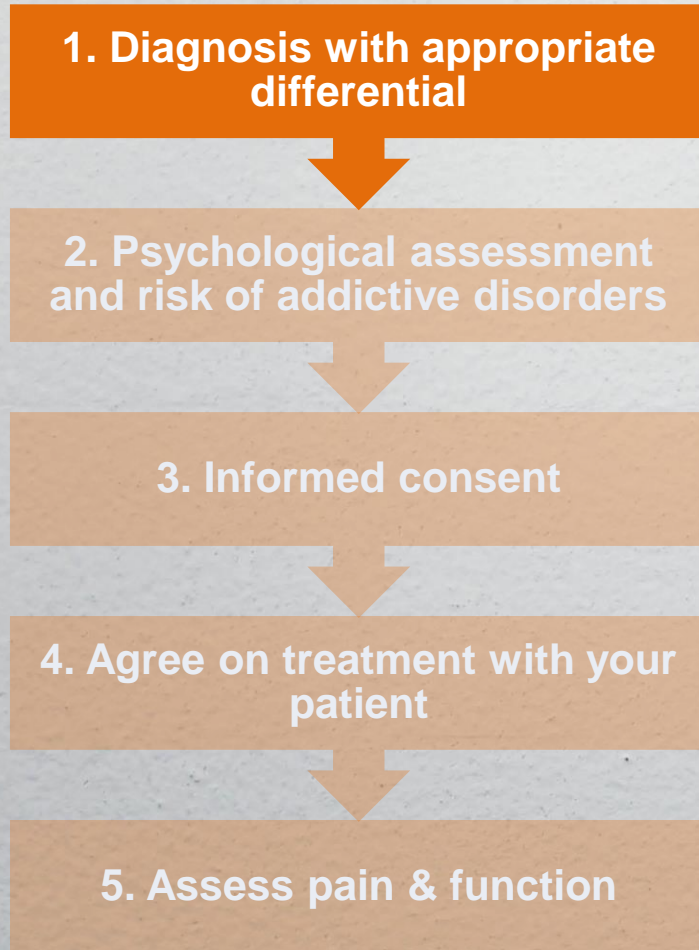 1. Diagnosis with appropriate
differential
2. Psychological assessment
and risk of addictive disorders
3. Informed consent
4. Agree on treatment with your
patient
5. Assess pain & function